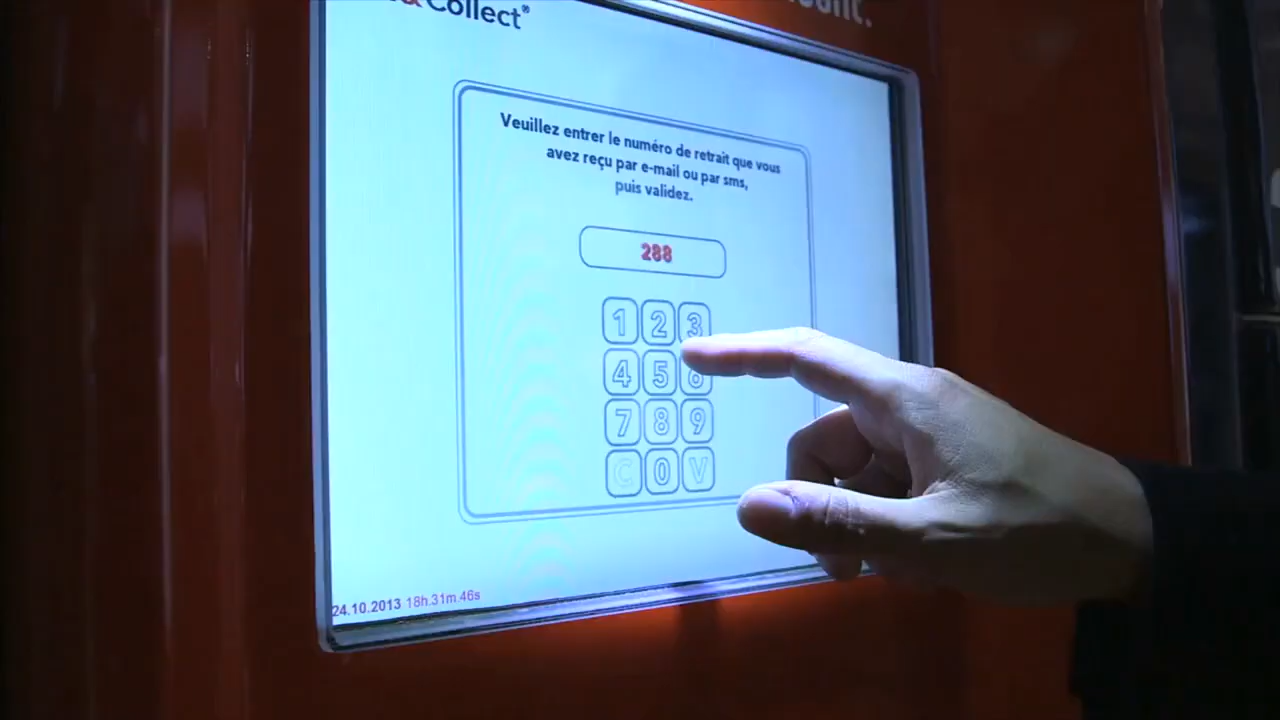 &Collect®
Veuillez entrer le numéro de retrait que vous
avez reçu par e-mail ou par sms,
puis validez.
288
1 2 3
4 5 6
7 8 9
C 0 V
24.10.2013 18h.31m.46s